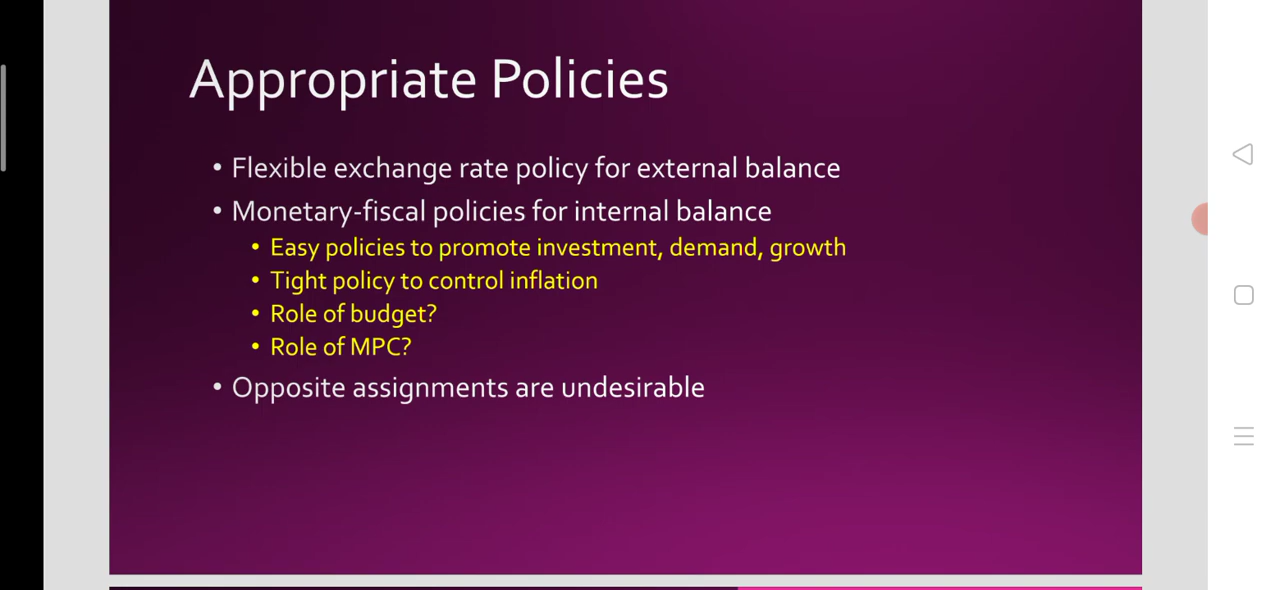 Appropriate Policies
• Flexible exchange rate policy for external balance
• Monetary-fiscal policies for internal balance
• Easy policies to promote investment, demand, growth
• Tight policy to control inflation
• Role of budget?
• Role of MPC?
• Opposite assignments are undesirable